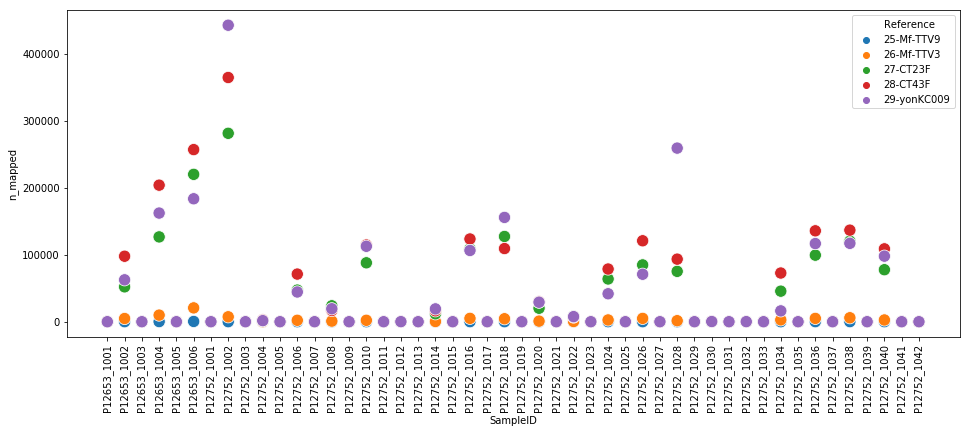 n_mapped
400000
300000
200000
100000
0
Reference
25-Mf-TTV9
26-Mf-TTV3
27-CT23F
28-CT43F
29-yonKC009
P12653_1001
P12653_1002
P12653_1003
P12653_1004
P12653_1005
P12653_1006
P12752_1001
P12752_1002
P12752_1003
P12752_1004
P12752_1005
P12752_1006
P12752_1007
P12752_1008
P12752_1009
P12752_1010
P12752_1011
P12752_1012
P12752_1013
P12752_1014
P12752_1015
P12752_1016
P12752_1017
P12752_1018
P12752_1019
P12752_1020
P12752_1021
P12752_1022
P12752_1023
P12752_1024
P12752_1025
P12752_1026
P12752_1027
P12752_1028
P12752_1029
P12752_1030
P12752_1031
P12752_1032
P12752_1033
P12752_1034
P12752_1035
P12752_1036
P12752_1037
P12752_1038
P12752_1039
P12752_1040
P12752_1041
P12752_1042
SampleID